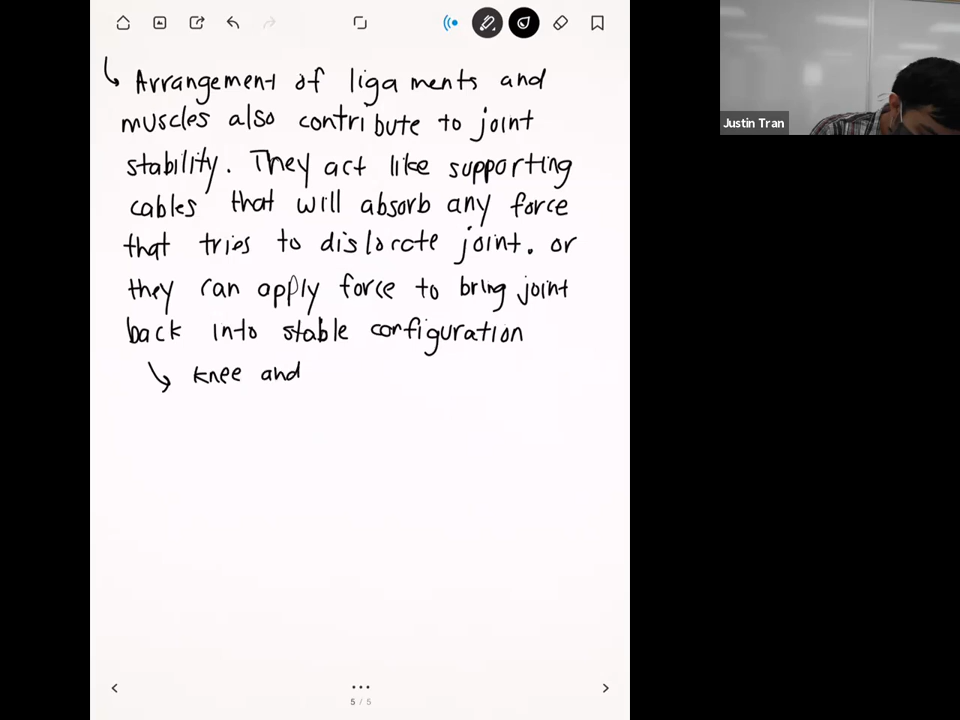 ↳ Arrangement of ligaments and
muscles also contribute to joint
stability. They act like supporting
cables that will absorb any force
that tries to dislocate joint. or
they can apply force to bring joint
back into stable configuration
↳ Knee and
5 / 5
Justin Tran